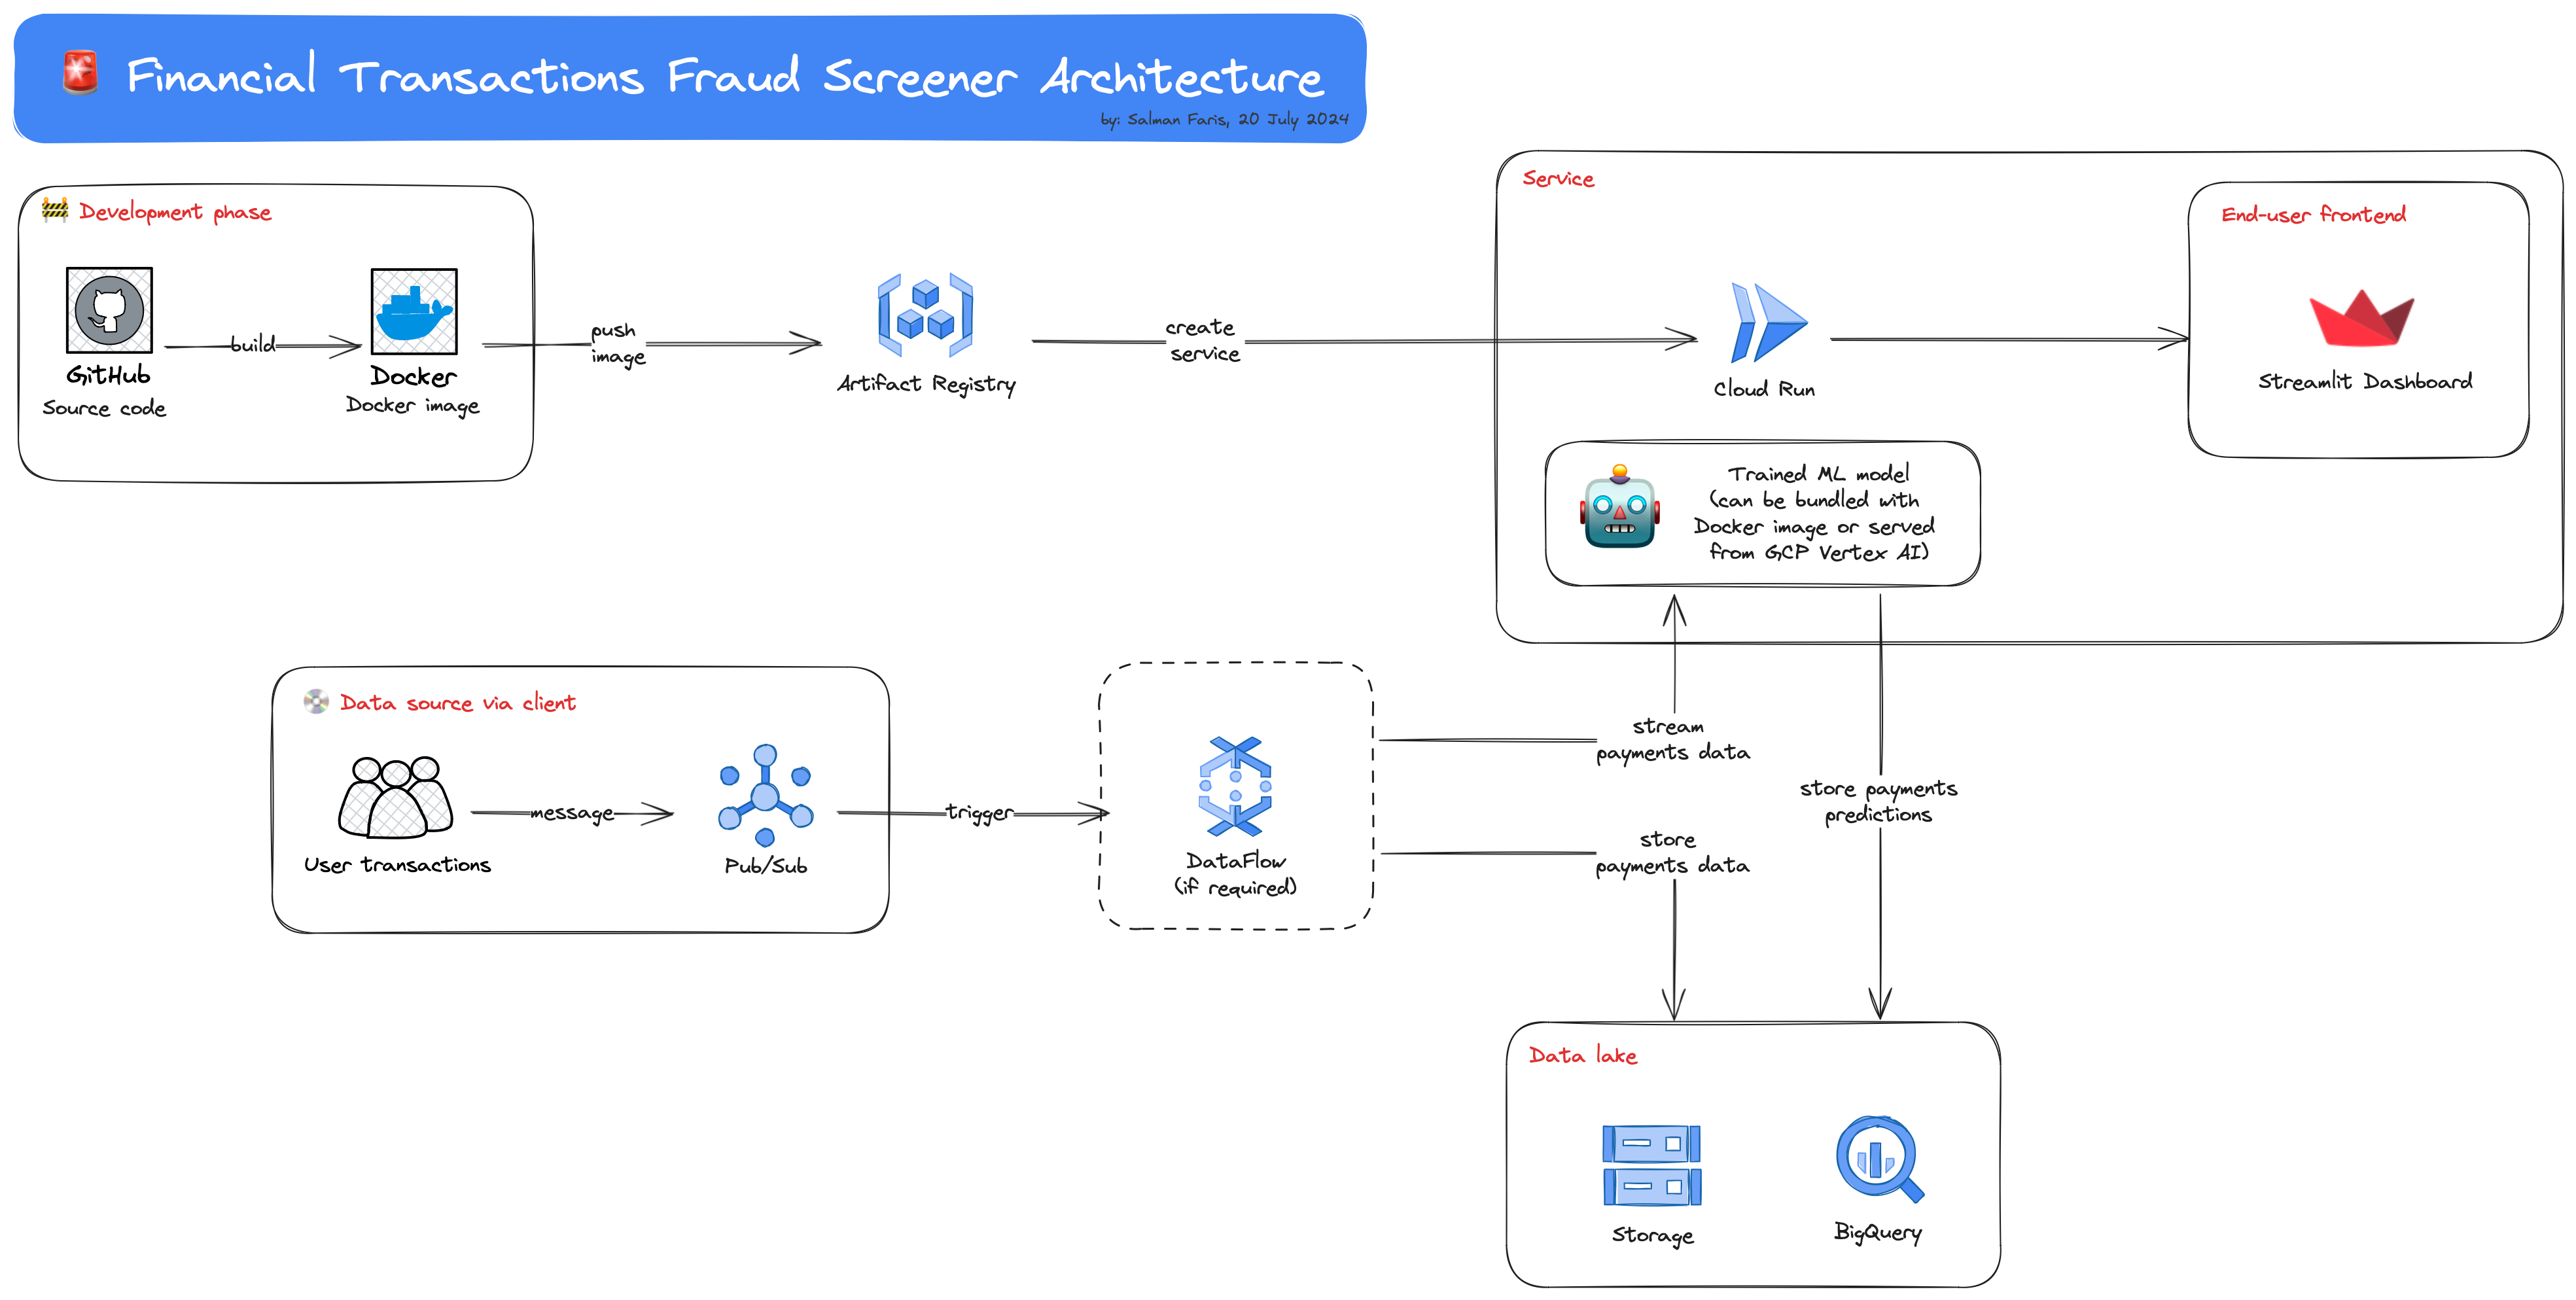 Financial Transactions Fraud Screener Architecture
by: Salman Faris, 20 July 2024
Development phase
build
GitHub
Source code
Docker
Docker image
push
image
Artifact Registry
create
service
Service
Cloud Run
End-user frontend
Streamlit Dashboard
Trained ML model
(can be bundled with
Docker image or served
from GCP Vertex AI)
Data source via client
User transactions
message
Pub/Sub
trigger
DataFlow
(if required)
stream
payments data
store
payments data
store payments
predictions
Data lake
Storage
BigQuery